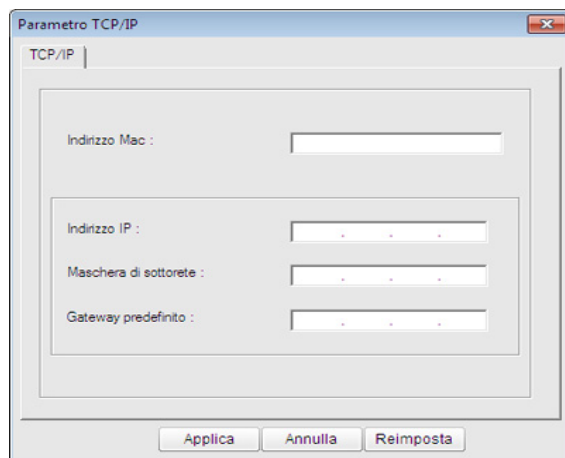 Parametro TCP/IP
TCP/IP
Indirizzo Mac :
Indirizzo IP : . . .
Maschera di sottorete : . . .
Gateway predefinito : . . .
Applica Annulla Reimposta